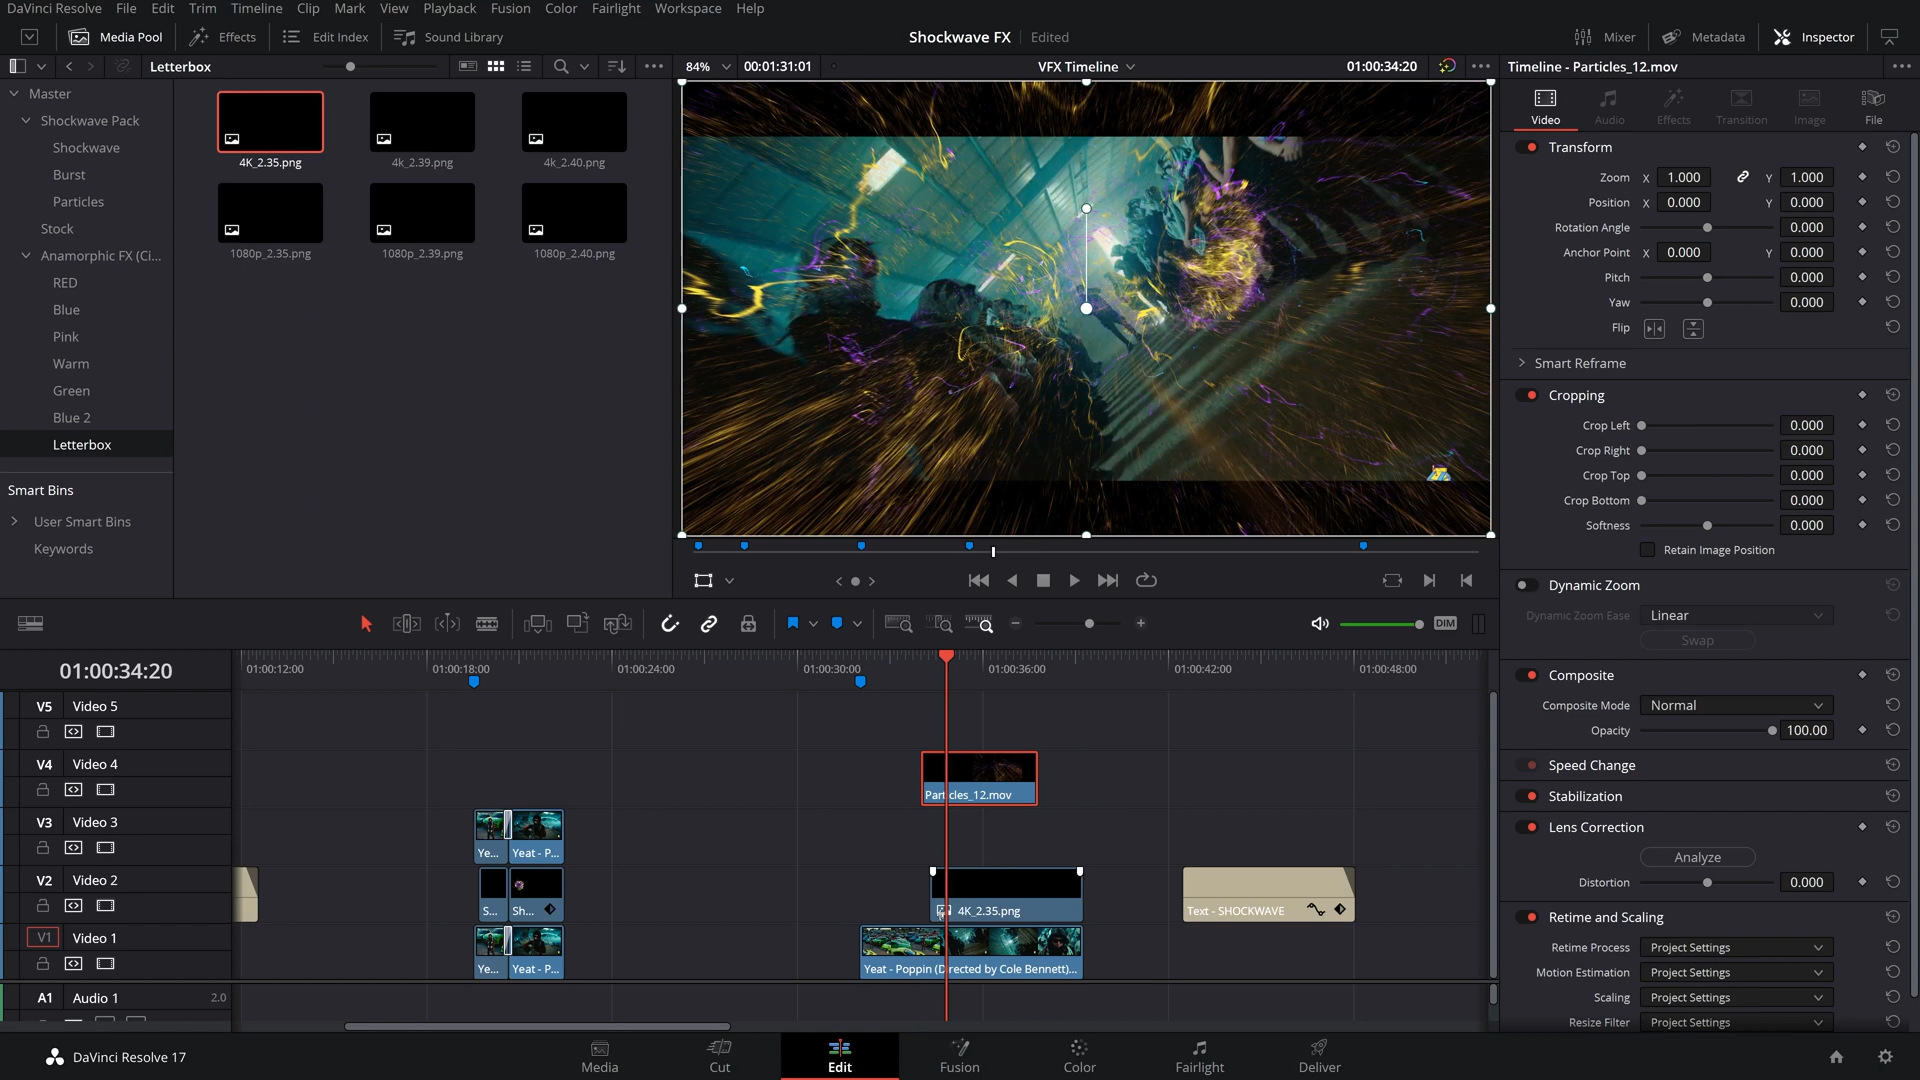 DaVinci Resolve File Edit Trim Timeline Clip Mark View Playback Fusion Color Fairlight Workspace Help
Media Pool Effects Edit Index Sound Library Shockwave FX Edited Mixer Metadata Inspector
Letterbox 84% 00:01:31:01 VFX Timeline 01:00:34:20 Timeline - Particles_12.mov
Master
Shockwave Pack
Shockwave
Burst
Particles
Stock
Anamorphic FX (Ci...
RED
Blue
Pink
Warm
Green
Blue 2
Letterbox
Smart Bins
User Smart Bins
Keywords
4K_2.35.png 4k_2.39.png 4k_2.40.png
1080p_2.35.png 1080p_2.39.png 1080p_2.40.png
Video Audio Effects Transition Image File
Transform
Zoom X 1.000 Y 1.000
Position X 0.000 Y 0.000
Rotation Angle 0.000
Anchor Point X 0.000 Y 0.000
Pitch 0.000
Yaw 0.000
Flip
Smart Reframe
Cropping
Crop Left 0.000
Crop Right 0.000
Crop Top 0.000
Crop Bottom 0.000
Softness 0.000
Retain Image Position
Dynamic Zoom
Dynamic Zoom Ease Linear
Swap
Composite
Composite Mode Normal
Opacity 100.00
Speed Change
Stabilization
Lens Correction
Analyze
Distortion 0.000
Retime and Scaling
Retime Process Project Settings
Motion Estimation Project Settings
Scaling Project Settings
Resize Filter Project Settings
DIM
01:00:34:20 01:00:12:00 01:00:18:00 01:00:24:00 01:00:30:00 01:00:36:00 01:00:42:00 01:00:48:00
V5 Video 5
V4 Video 4
Particles_12.mov
V3 Video 3
Ye... Yeat - P...
V2 Video 2
S... Sh... 4K_2.35.png Text - SHOCKWAVE
V1 Video 1
Ye... Yeat - P... Yeat - Poppin (Directed by Cole Bennett)...
A1 Audio 1 2.0
DaVinci Resolve 17 Media Cut Edit Fusion Color Fairlight Deliver